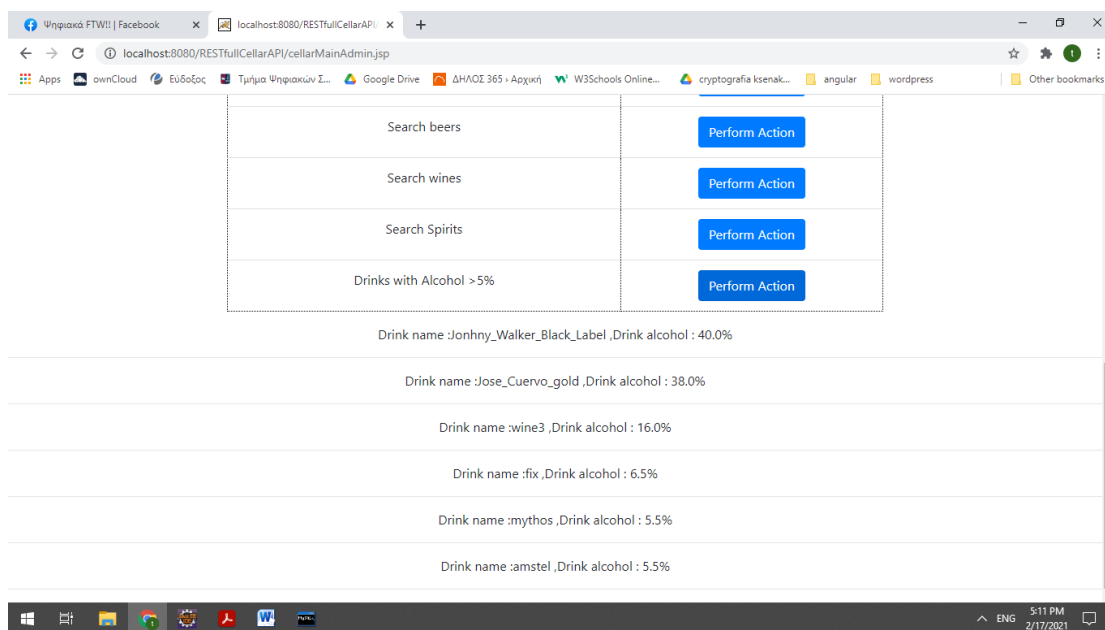 Ψηφιακά FTW!! | Facebook
localhost:8080/RESTfullCellarAPI/
localhost:8080/RESTfullCellarAPI/cellarMainAdmin.jsp
t
Apps ownCloud Εύδοξος Τμήμα Ψηφιακών Σ... Google Drive ΔΗΛΟΣ 365 › Αρχική W3Schools Online... cryptografia ksenak... angular wordpress Other bookmarks
Search beers Perform Action
Search wines Perform Action
Search Spirits Perform Action
Drinks with Alcohol >5% Perform Action
Drink name :Jonhny_Walker_Black_Label ,Drink alcohol : 40.0%
Drink name :Jose_Cuervo_gold ,Drink alcohol : 38.0%
Drink name :wine3 ,Drink alcohol : 16.0%
Drink name :fix ,Drink alcohol : 6.5%
Drink name :mythos ,Drink alcohol : 5.5%
Drink name :amstel ,Drink alcohol : 5.5%
ENG
5:11 PM
2/17/2021